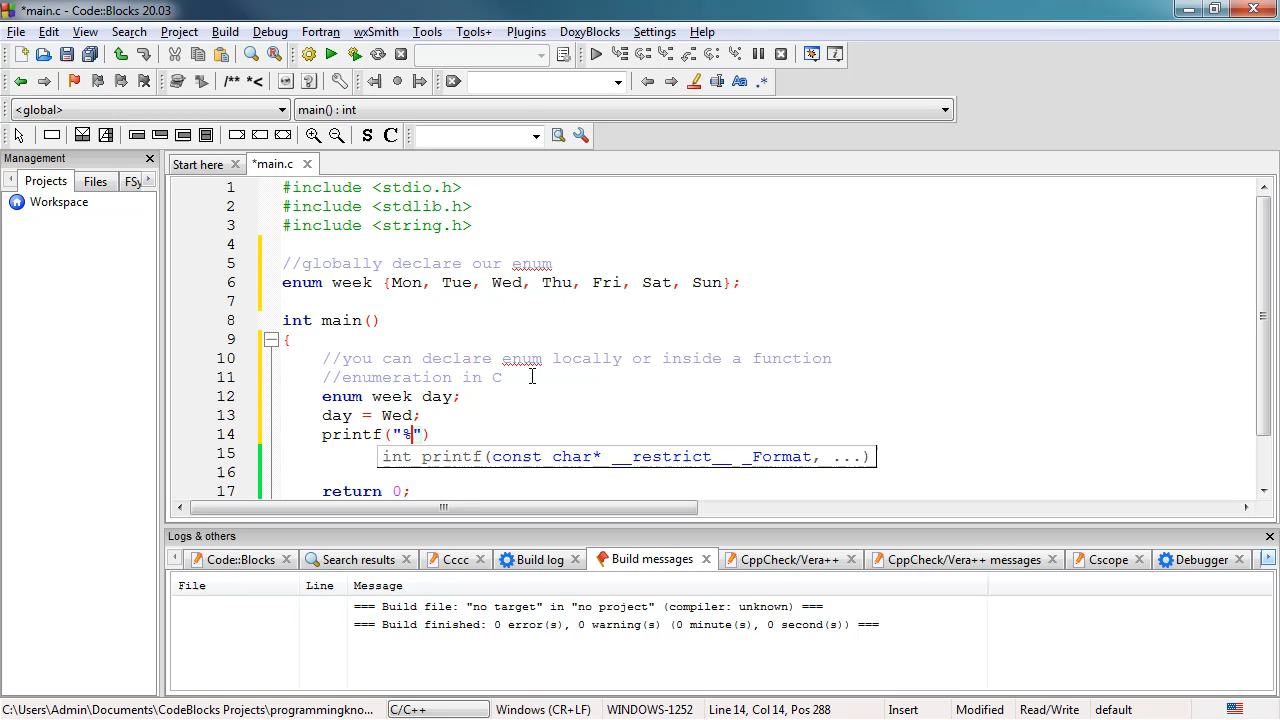 *main.c - Code::Blocks 20.03
File Edit View Search Project Build Debug Fortran wxSmith Tools Tools+ Plugins DoxyBlocks Settings Help
/** *<
<global> main() : int
S C
Management
Projects Files FSy
Workspace
Start here *main.c
1 #include <stdio.h>
2 #include <stdlib.h>
3 #include <string.h>
4
5 //globally declare our enum
6 enum week {Mon, Tue, Wed, Thu, Fri, Sat, Sun};
7
8 int main()
9 {
10 //you can declare enum locally or inside a function
11 //enumeration in C
12 enum week day;
13 day = Wed;
14 printf("%")
15 int printf(const char* __restrict__ _Format, ...)
16
17 return 0;
Logs & others
Code::Blocks Search results Cccc Build log Build messages CppCheck/Vera++ CppCheck/Vera++ messages Cscope Debugger
File Line Message
=== Build file: "no target" in "no project" (compiler: unknown) ===
=== Build finished: 0 error(s), 0 warning(s) (0 minute(s), 0 second(s)) ===
C:\Users\Admin\Documents\CodeBlocks Projects\programmingkno... C/C++ Windows (CR+LF) WINDOWS-1252 Line 14, Col 14, Pos 288 Insert Modified Read/Write default